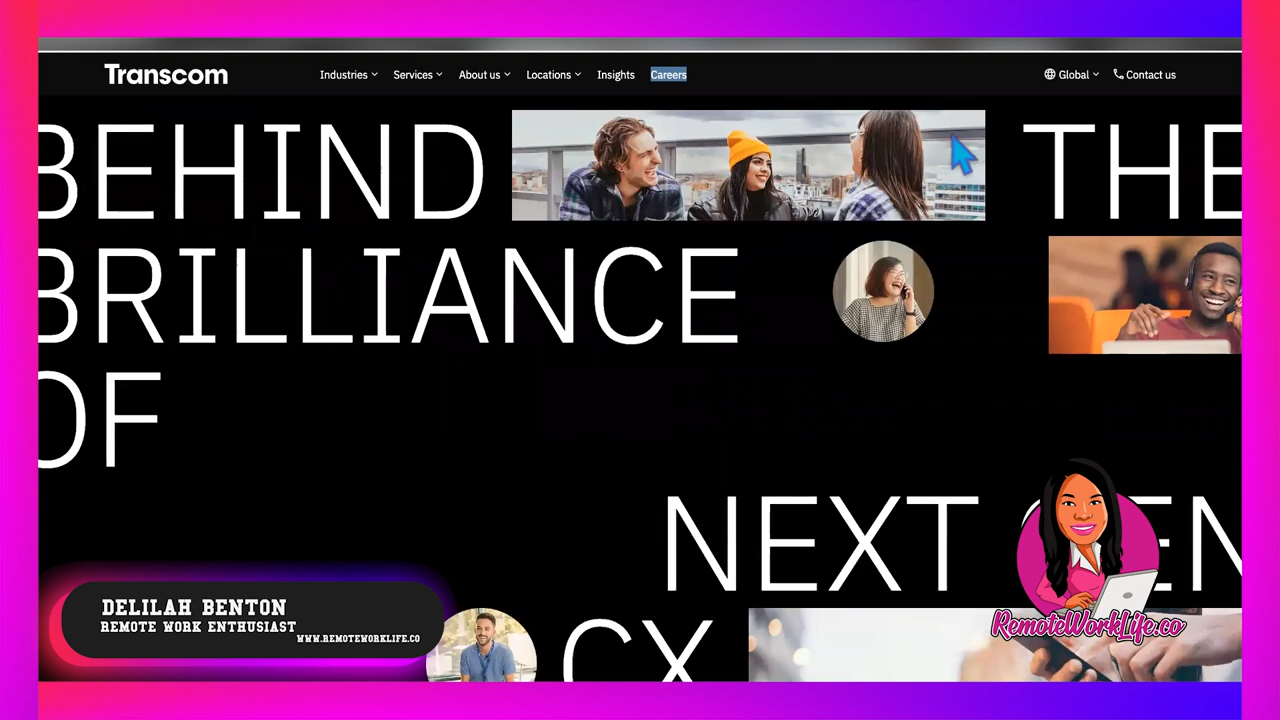 Transcom
Industries Services About us Locations Insights Careers
Global Contact us
BEHIND THE
BRILLIANCE
OF
NEXT
CX
DELILAH BENTON
REMOTE WORK ENTHUSIAST
WWW.REMOTEWORKLIFE.CO
RemoteWorkLife.co